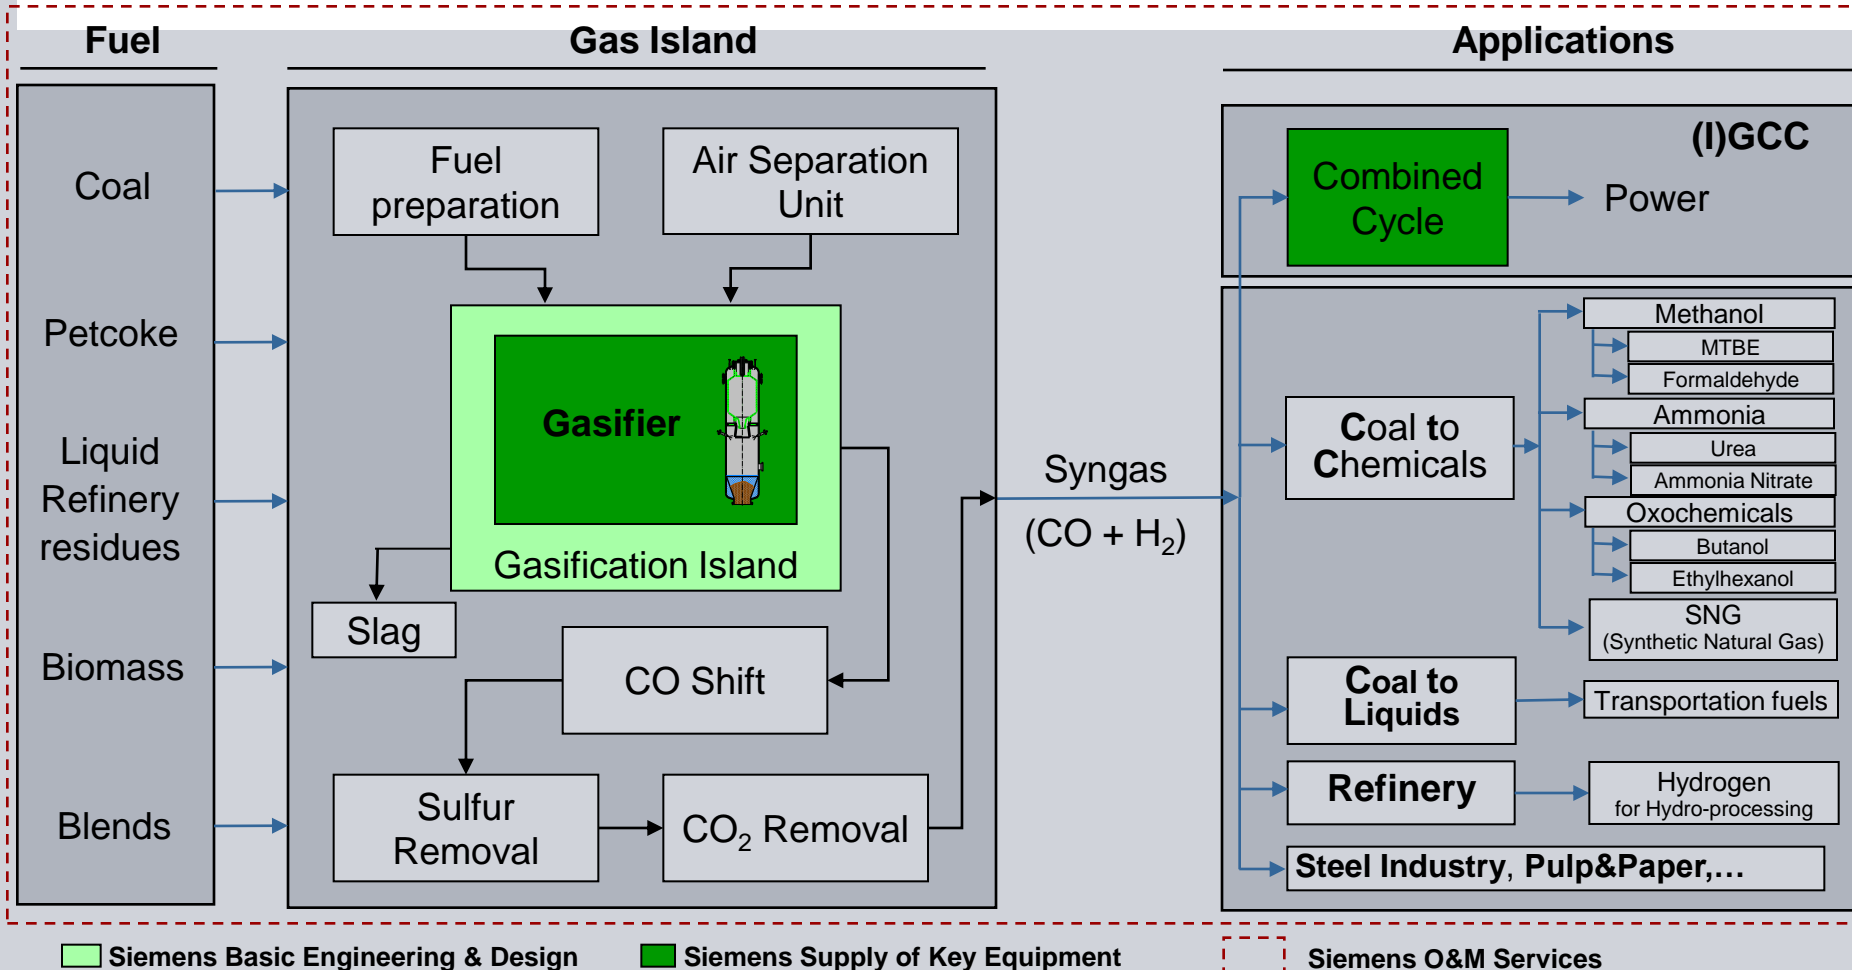 Fuel
Gas Island
Applications
Coal
Petcoke
Liquid
Refinery
residues
Biomass
Blends
Fuel
preparation
Air Separation
Unit
Gasifier
Gasification Island
Slag
CO Shift
Sulfur
Removal
CO₂ Removal
Syngas
(CO + H₂)
(I)GCC
Combined
Cycle
Power
Coal to
Chemicals
Methanol
MTBE
Formaldehyde
Ammonia
Urea
Ammonia Nitrate
Oxochemicals
Butanol
Ethylhexanol
SNG
(Synthetic Natural Gas)
Coal to
Liquids
Transportation fuels
Refinery
Hydrogen
for Hydro-processing
Steel Industry, Pulp&Paper,...
Siemens Basic Engineering & Design
Siemens Supply of Key Equipment
Siemens O&M Services